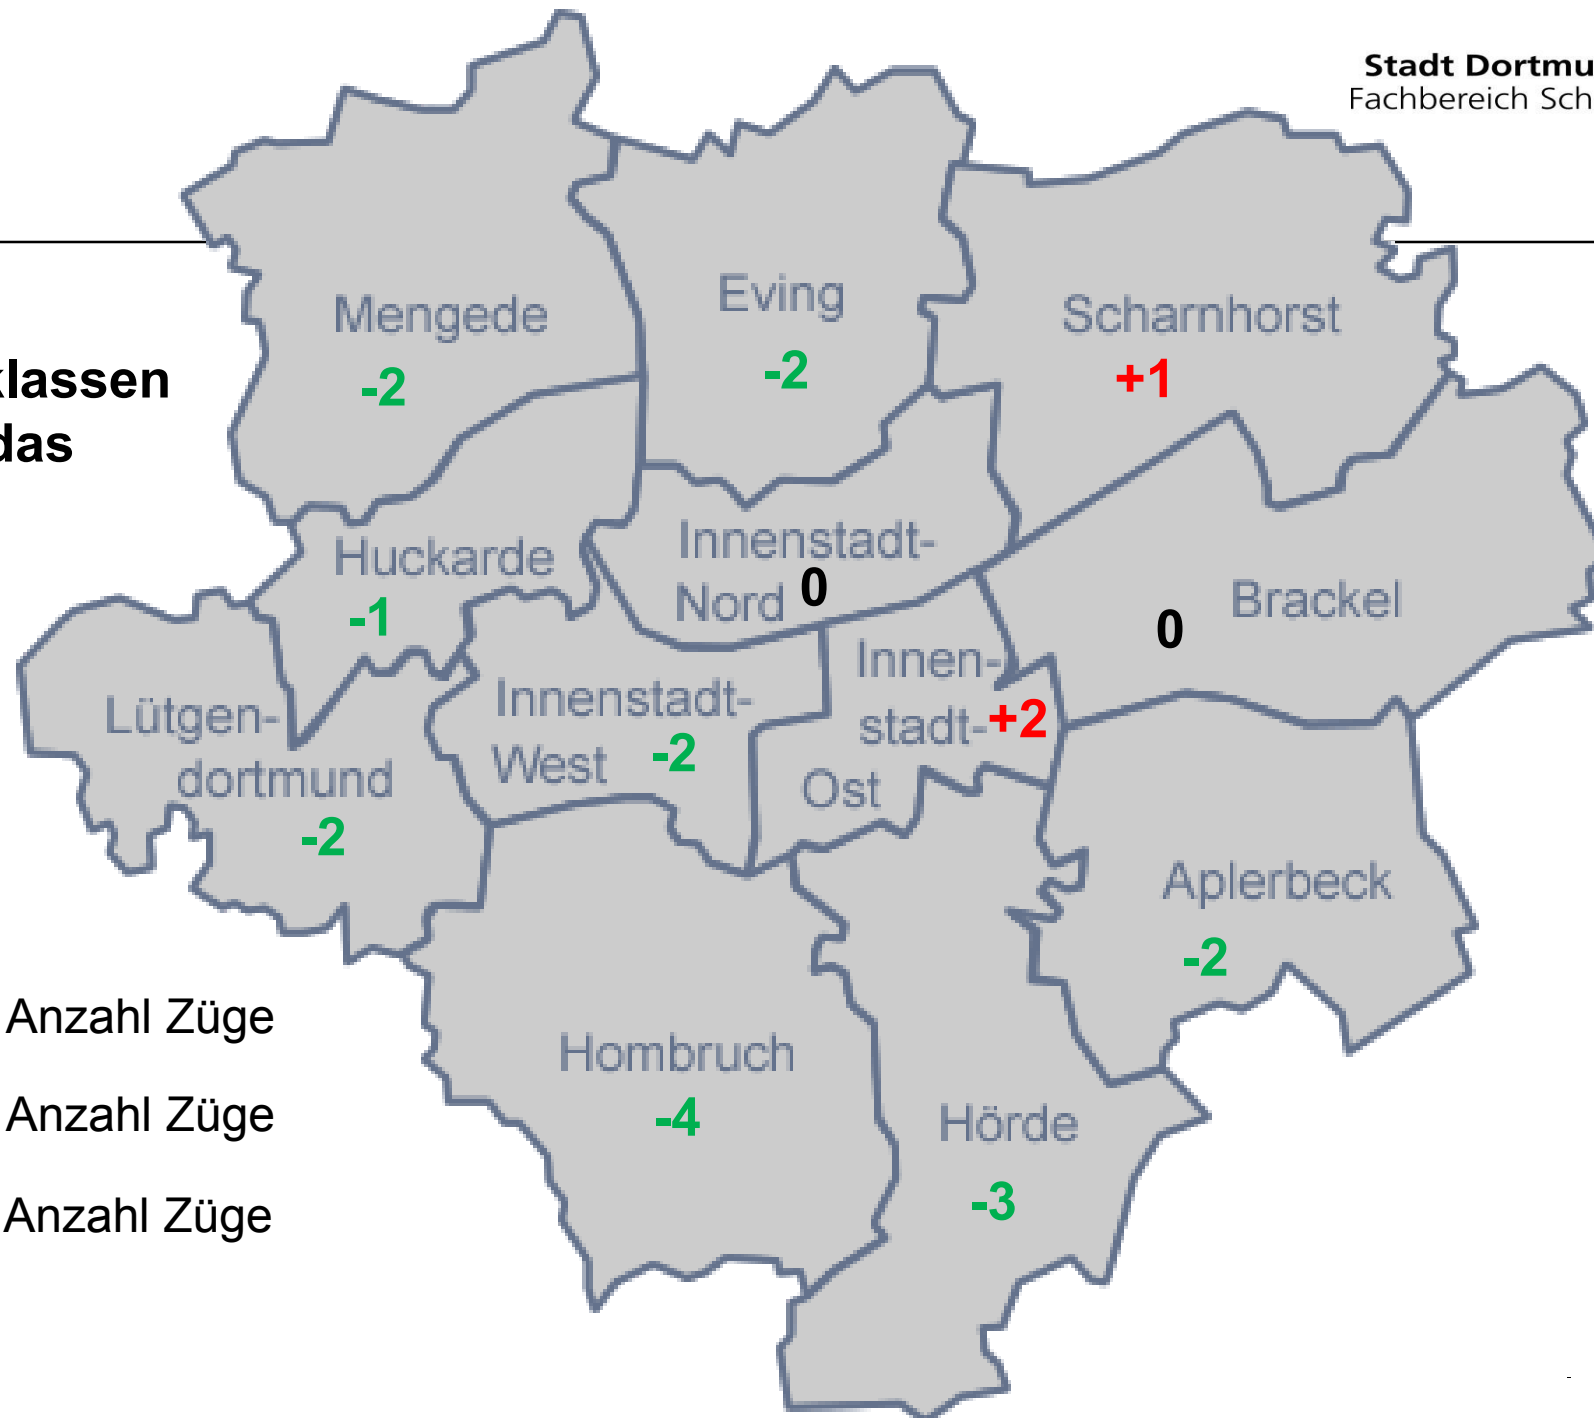 Stadt Dortmu
Fachbereich Sch
klassen
das
Mengede
-2
Eving
-2
Scharnhorst
+1
Huckarde
-1
Innenstadt-
Nord 0
Brackel
0
Lütgen-
dortmund
-2
Innenstadt-
West -2
Innen-
stadt- +2
Ost
Aplerbeck
-2
Hombruch
-4
Hörde
-3
Anzahl Züge
Anzahl Züge
Anzahl Züge